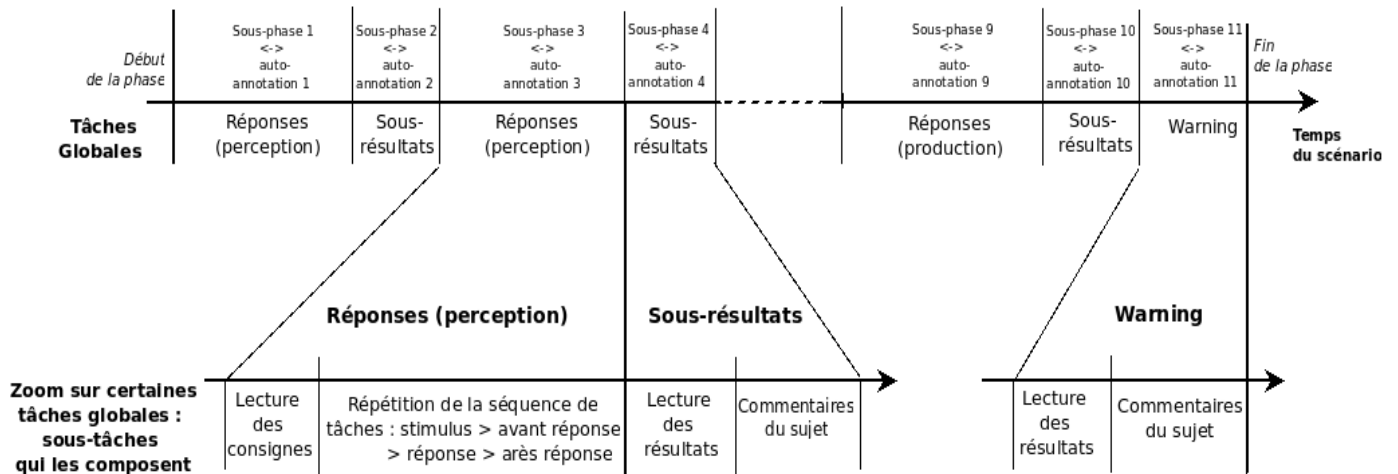 Début
de la phase
Sous-phase 1
<->
auto-
annotation 1
Sous-phase 2
<->
auto-
annotation 2
Sous-phase 3
<->
auto-
annotation 3
Sous-phase 4
<->
auto-
annotation 4
Sous-phase 9
<->
auto-
annotation 9
Sous-phase 10
<->
auto-
annotation 10
Sous-phase 11
<->
auto-
annotation 11
Fin
de la phase
Tâches
Globales
Réponses
(perception)
Sous-
résultats
Réponses
(perception)
Sous-
résultats
Réponses
(production)
Sous-
résultats
Warning
Temps
du scénario
Réponses (perception)
Sous-résultats
Warning
Zoom sur certaines
tâches globales :
sous-tâches
qui les composent
Lecture
des
consignes
Répétition de la séquence de
tâches : stimulus > avant réponse
> réponse > arès réponse
Lecture
des
résultats
Commentaires
du sujet
Lecture
des
résultats
Commentaires
du sujet